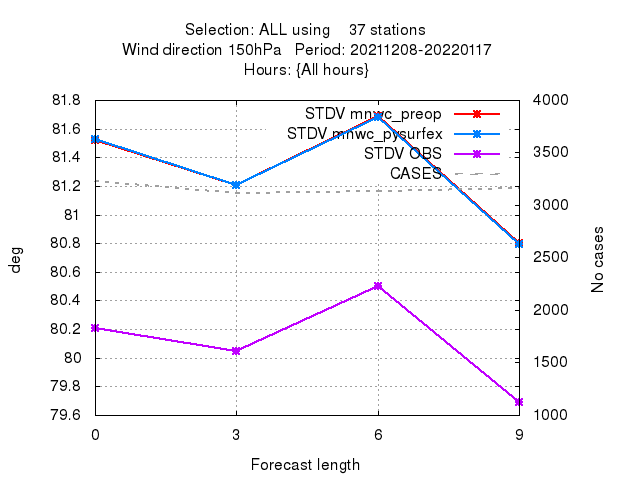 Selection: ALL using    37 stations
Wind direction 150hPa   Period: 20211208-20220117
Hours: {All hours}
STDV mnwc_preop
STDV mnwc_pysurfex
STDV OBS
CASES
81.8
81.6
81.4
81.2
81
80.8
80.6
80.4
80.2
80
79.8
79.6
deg
4000
3500
3000
2500
2000
1500
1000
No cases
0 3 6 9
Forecast length